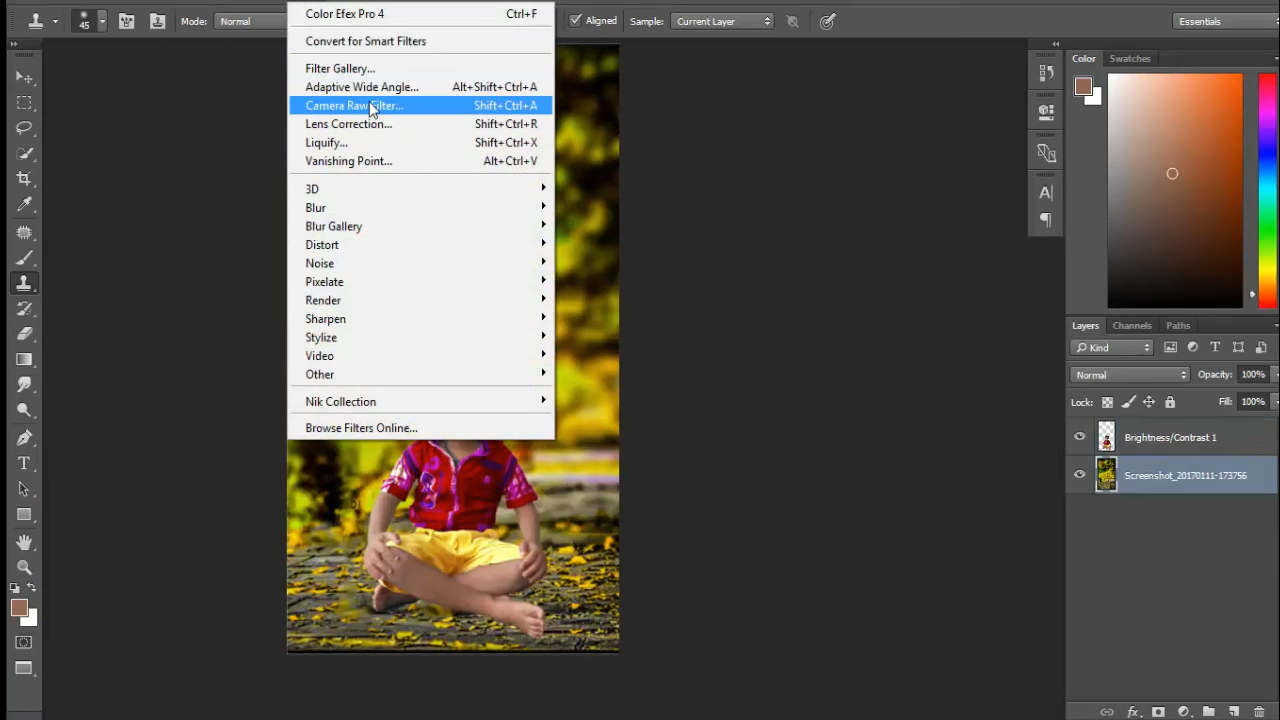 45
Mode: Normal
Aligned
Sample: Current Layer
Essentials
Color Efex Pro 4 Ctrl+F
Convert for Smart Filters
Filter Gallery...
Adaptive Wide Angle... Alt+Shift+Ctrl+A
Camera Raw Filter... Shift+Ctrl+A
Lens Correction... Shift+Ctrl+R
Liquify... Shift+Ctrl+X
Vanishing Point... Alt+Ctrl+V
3D
Blur
Blur Gallery
Distort
Noise
Pixelate
Render
Sharpen
Stylize
Video
Other
Nik Collection
Browse Filters Online...
Color Swatches
Layers Channels Paths
Kind
Normal Opacity: 100%
Lock: Fill: 100%
Brightness/Contrast 1
Screenshot_20170111-173756